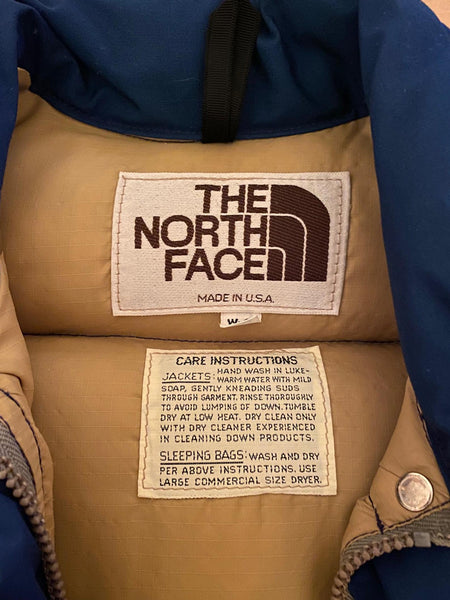 THE
NORTH
FACE
MADE IN U.S.A.
W
CARE INSTRUCTIONS
JACKETS: HAND WASH IN LUKE-
WARM WATER WITH MILD
SOAP, GENTLY KNEADING SUDS
THROUGH GARMENT. RINSE THOROUGHLY
TO AVOID LUMPING OF DOWN. TUMBLE
DRY AT LOW HEAT. DRY CLEAN ONLY
WITH DRY CLEANER EXPERIENCED
IN CLEANING DOWN PRODUCTS.
SLEEPING BAGS: WASH AND DRY
PER ABOVE INSTRUCTIONS. USE
LARGE COMMERCIAL SIZE DRYER.